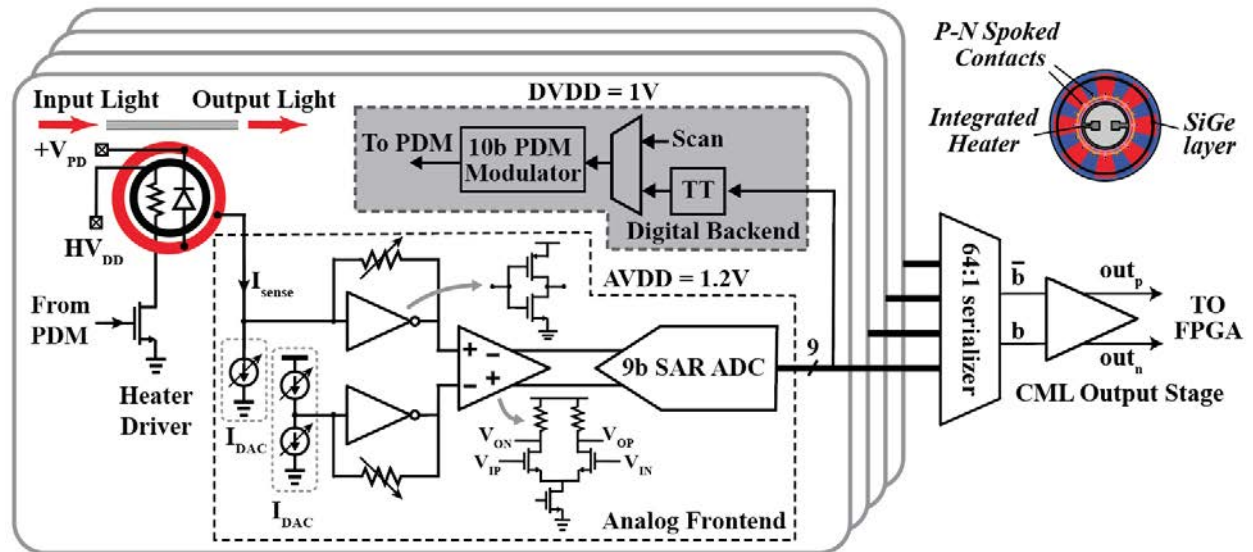 Input Light
Output Light
+V_PD
HV_DD
From
PDM
Heater
Driver
I_sense
I_DAC
I_DAC
DVDD = 1V
To PDM
10b PDM
Modulator
Scan
TT
Digital Backend
AVDD = 1.2V
+
−
−
+
9b SAR ADC
9
V_ON
V_OP
V_IP
V_IN
Analog Frontend
P-N Spoked
Contacts
Integrated
Heater
SiGe
layer
64:1 serializer
b̅
b
out_p
out_n
TO
FPGA
CML Output Stage